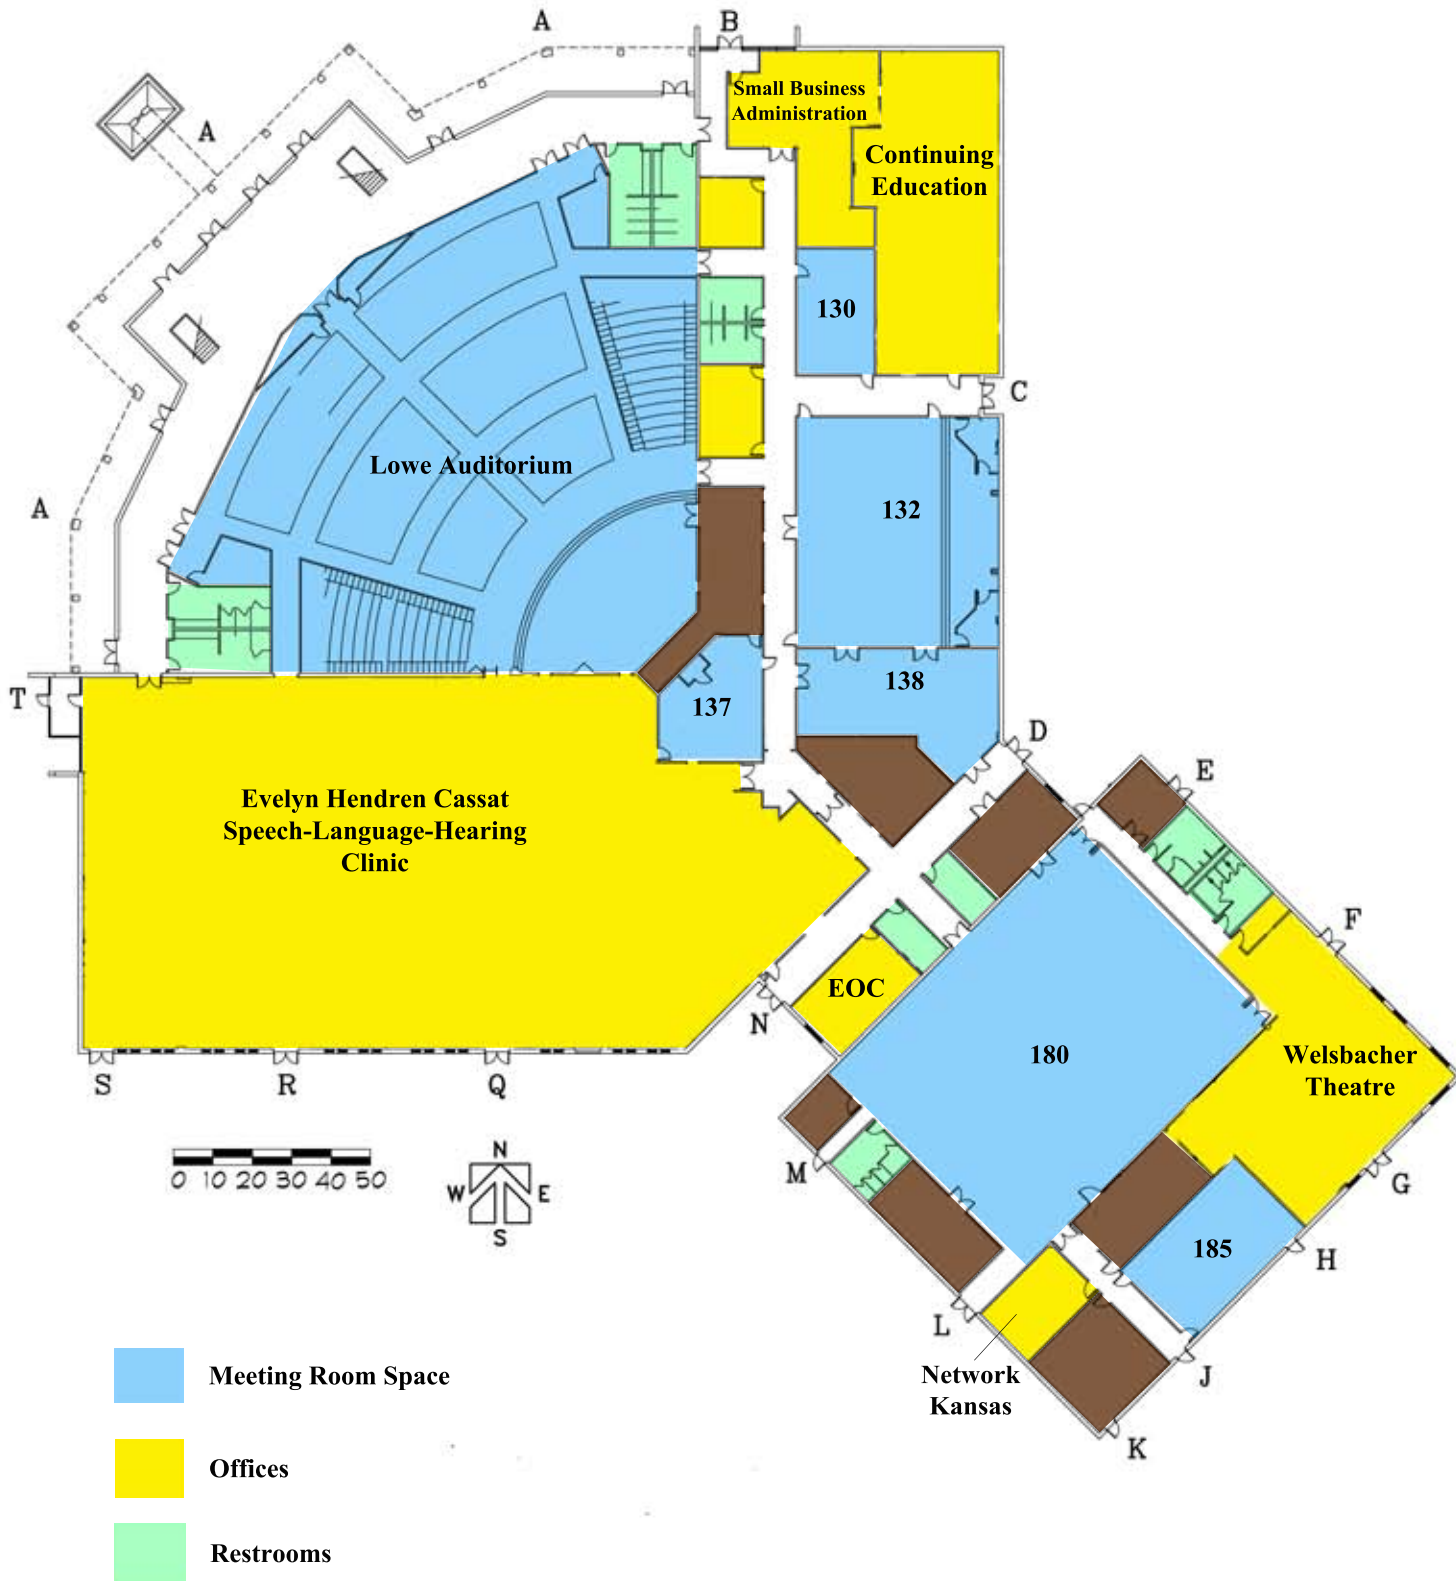 A
B
Small Business
Administration
A
Continuing
Education
130
C
Lowe Auditorium
A
132
138
T
137
D
E
Evelyn Hendren Cassat
Speech-Language-Hearing
Clinic
F
EOC
N
180
Welsbacher
Theatre
S
R
Q
M
G
0 10 20 30 40 50
N
W
E
S
185
H
L
J
Network
Kansas
K
Meeting Room Space
Offices
Restrooms